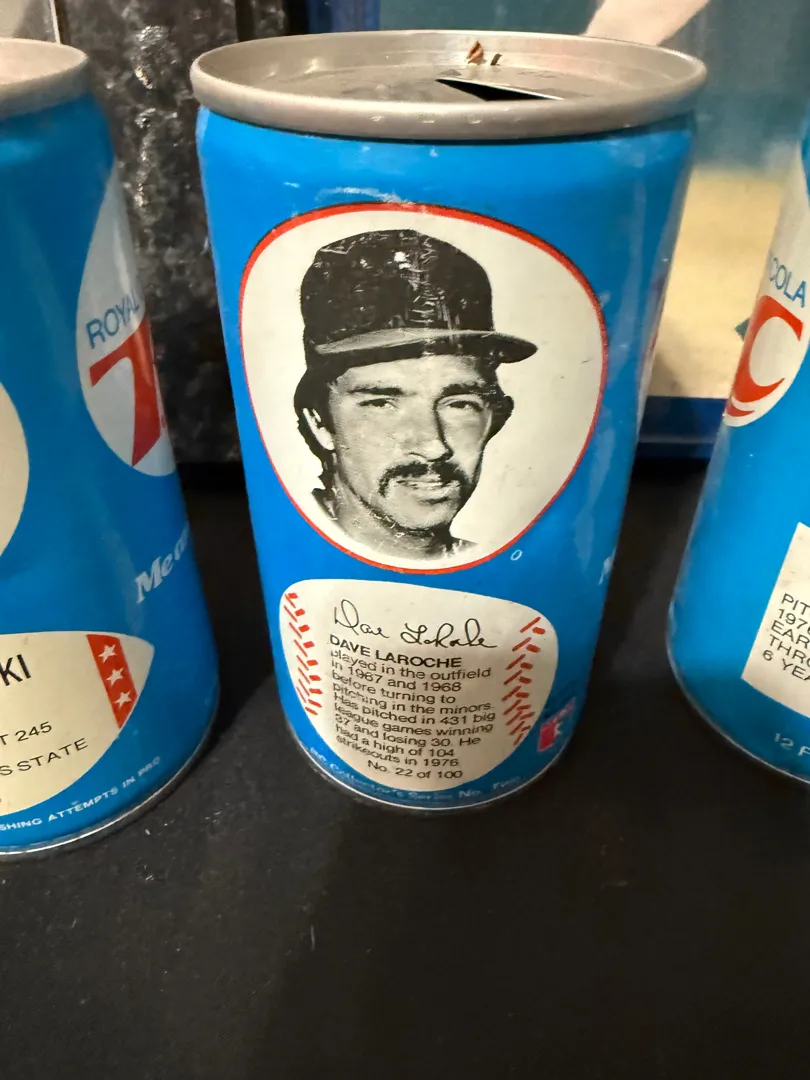 ROYAL
Me
KI
T 245
S STATE
SHING ATTEMPTS IN PRO
Dave LaRoche
DAVE LAROCHE
played in the outfield
in 1967 and 1968
before turning to
pitching in the minors.
Has pitched in 431 big
league games winning
37 and losing 30. He
had a high of 104
strikeouts in 1976.
No. 22 of 100
Collector's Series No. Two
COLA
C
PIT
197
EAR
THR
6 YEA
12 F